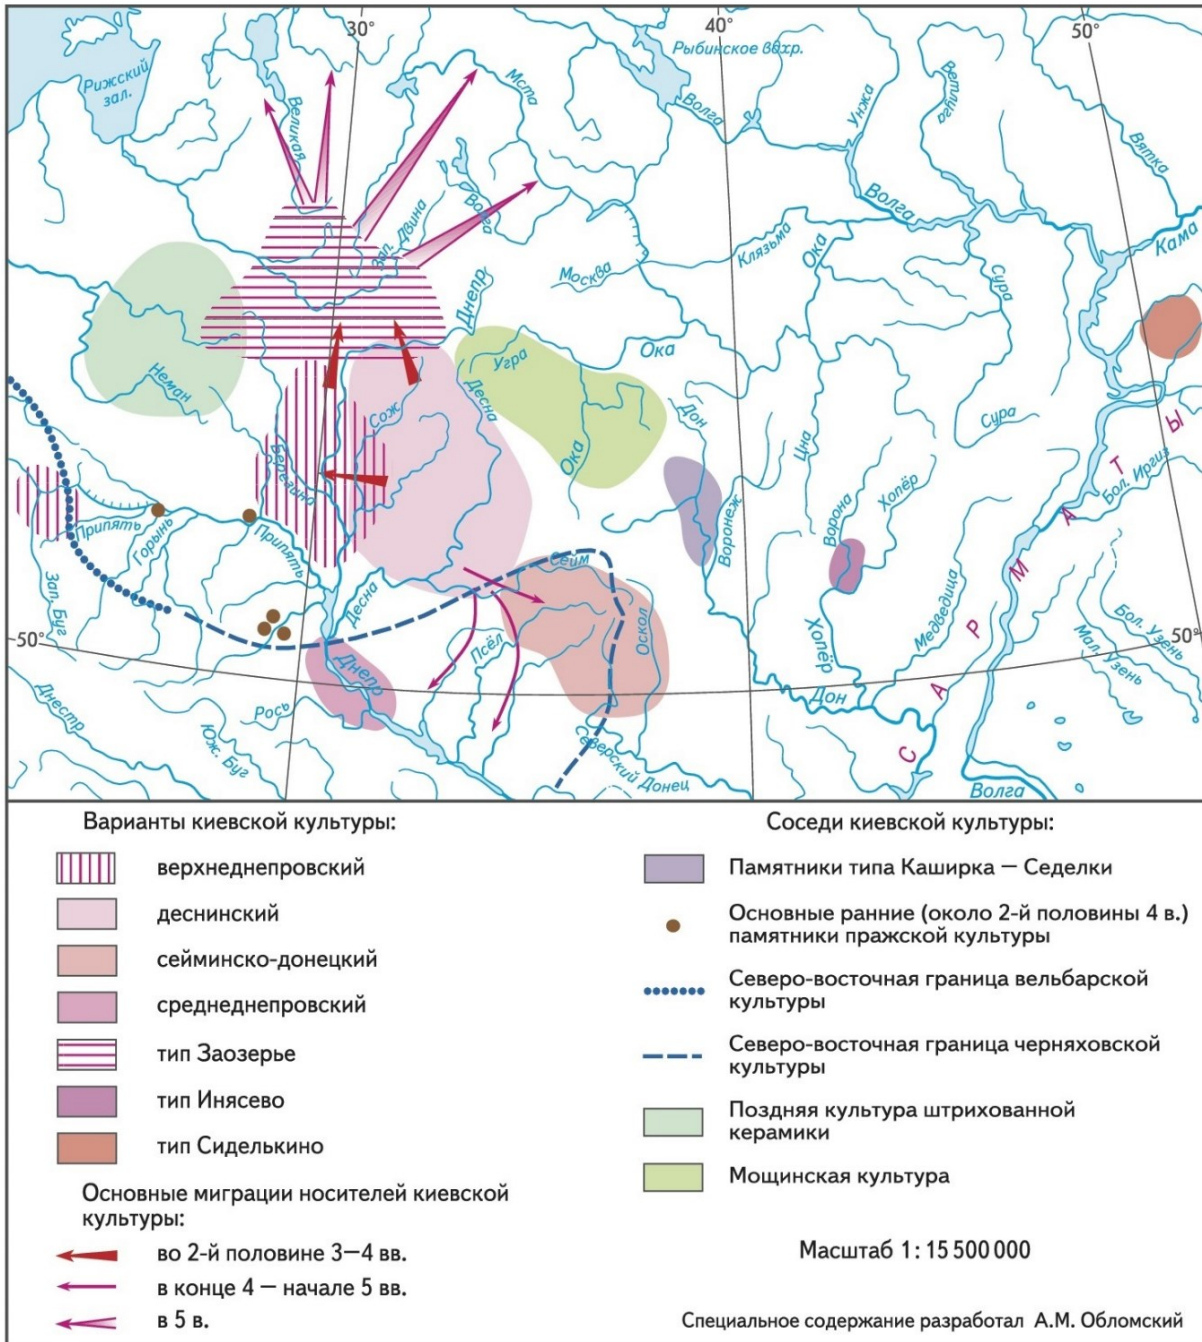 30°
40°
50°
Рижский
зал.
Великая
Мста
Рыбинское вдхр.
Волга
Унжа
Ветлуга
Вятка
Волга
Зап. Двина
Волга
Днепр
Москва
Клязьма
Ока
Сура
Кама
Неман
Угра
Ока
Сож
Десна
Дон
Цна
Сура
Березина
Ока
Воронеж
Ворона
Хопёр
Бол. Иргиз
Припять
Горынь
Припять
Зап. Буг
Десна
Сейм
Медведица
САРМАТЫ
Бол. Узень
Мал. Узень
50°
50°
Днепр
Псёл
Оскол
Хопёр
Дон
Днестр
Рось
Юж. Буг
Северский Донец
Волга
Варианты киевской культуры:
верхнеднепровский
деснинский
сейминско-донецкий
среднеднепровский
тип Заозерье
тип Инясево
тип Сиделькино
Основные миграции носителей киевской
культуры:
во 2-й половине 3—4 вв.
в конце 4 — начале 5 вв.
в 5 в.
Соседи киевской культуры:
Памятники типа Каширка — Седелки
Основные ранние (около 2-й половины 4 в.)
памятники пражской культуры
Северо-восточная граница вельбарской
культуры
Северо-восточная граница черняховской
культуры
Поздняя культура штрихованной
керамики
Мощинская культура
Масштаб 1: 15 500 000
Специальное содержание разработал А.М. Обломский